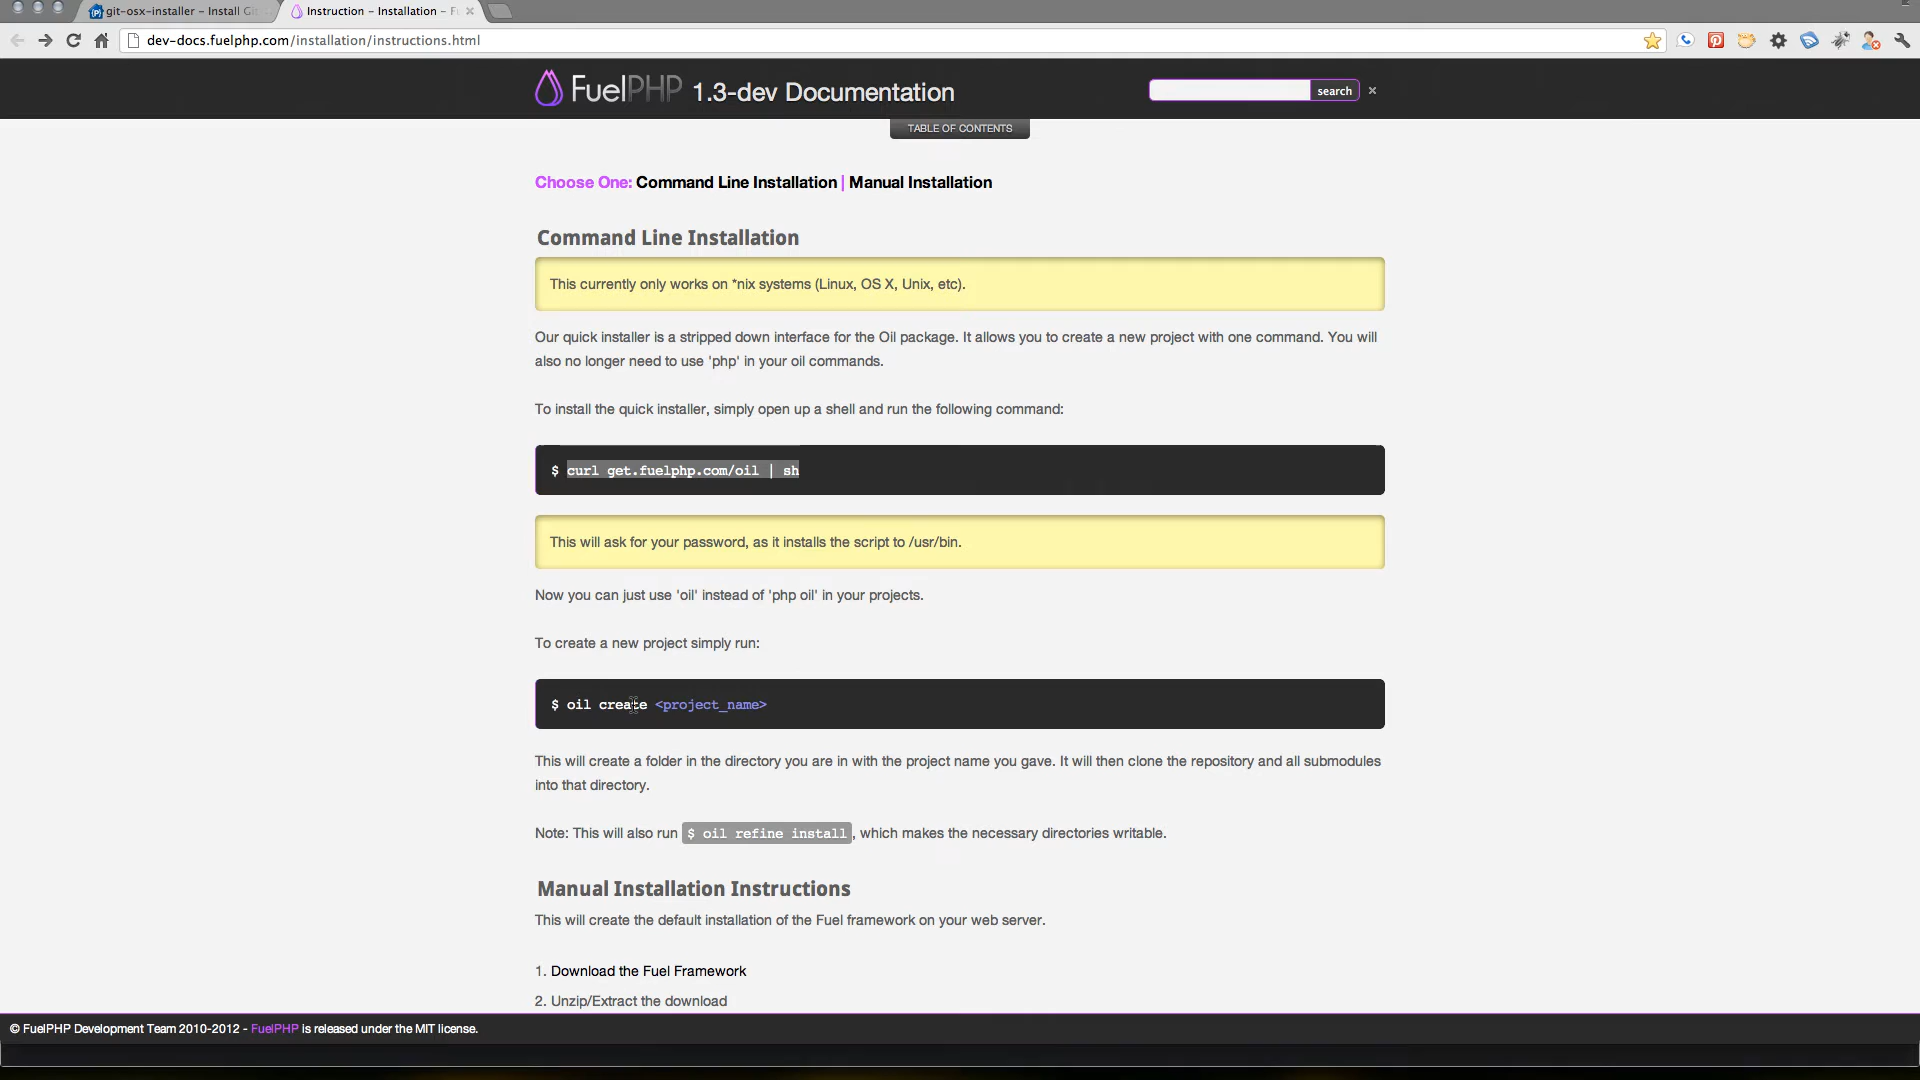 git-osx-installer – Install Gi
Instruction – Installation – F
dev-docs.fuelphp.com/installation/instructions.html
FuelPHP 1.3-dev Documentation
search
TABLE OF CONTENTS
Choose One: Command Line Installation | Manual Installation
Command Line Installation
This currently only works on *nix systems (Linux, OS X, Unix, etc).
Our quick installer is a stripped down interface for the Oil package. It allows you to create a new project with one command. You will
also no longer need to use 'php' in your oil commands.
To install the quick installer, simply open up a shell and run the following command:
$ curl get.fuelphp.com/oil | sh
This will ask for your password, as it installs the script to /usr/bin.
Now you can just use 'oil' instead of 'php oil' in your projects.
To create a new project simply run:
$ oil create <project_name>
This will create a folder in the directory you are in with the project name you gave. It will then clone the repository and all submodules
into that directory.
Note: This will also run $ oil refine install, which makes the necessary directories writable.
Manual Installation Instructions
This will create the default installation of the Fuel framework on your web server.
1. Download the Fuel Framework
2. Unzip/Extract the download
© FuelPHP Development Team 2010-2012 - FuelPHP is released under the MIT license.